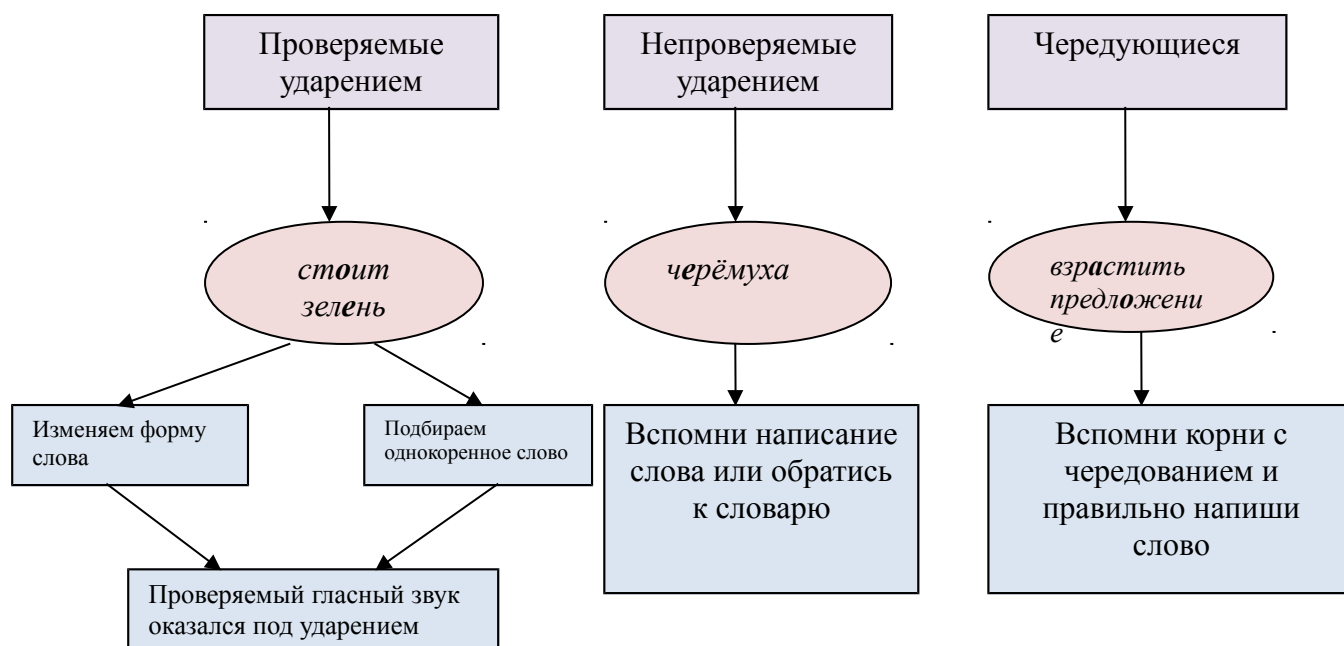 Проверяемые
ударением
Непроверяемые
ударением
Чередующиеся
стоит
зелень
черёмуха
взрастить
предложени
е
Изменяем форму
слова
Подбираем
однокоренное слово
Вспомни написание
слова или обратись
к словарю
Вспомни корни с
чередованием и
правильно напиши
слово
Проверяемый гласный звук
оказался под ударением